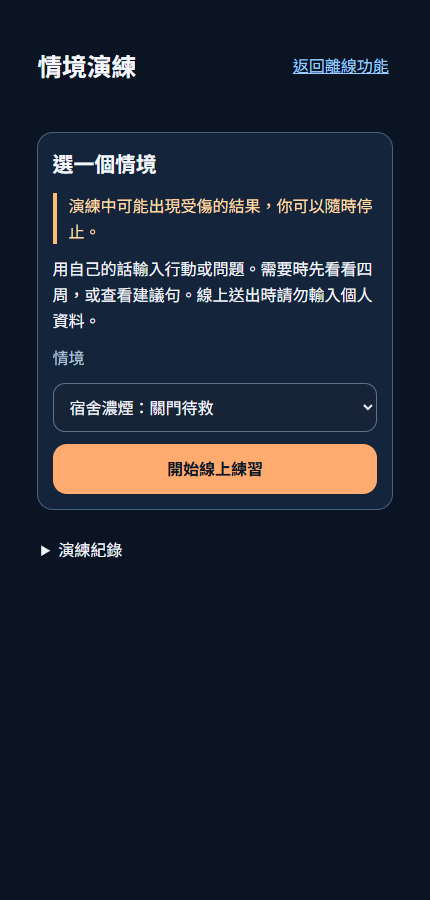 情境演練
返回離線功能
選一個情境
演練中可能出現受傷的結果，你可以隨時停
止。
用自己的話輸入行動或問題。需要時先看看四
周，或查看建議句。線上送出時請勿輸入個人
資料。
情境
宿舍濃煙：關門待救
開始線上練習
演練紀錄